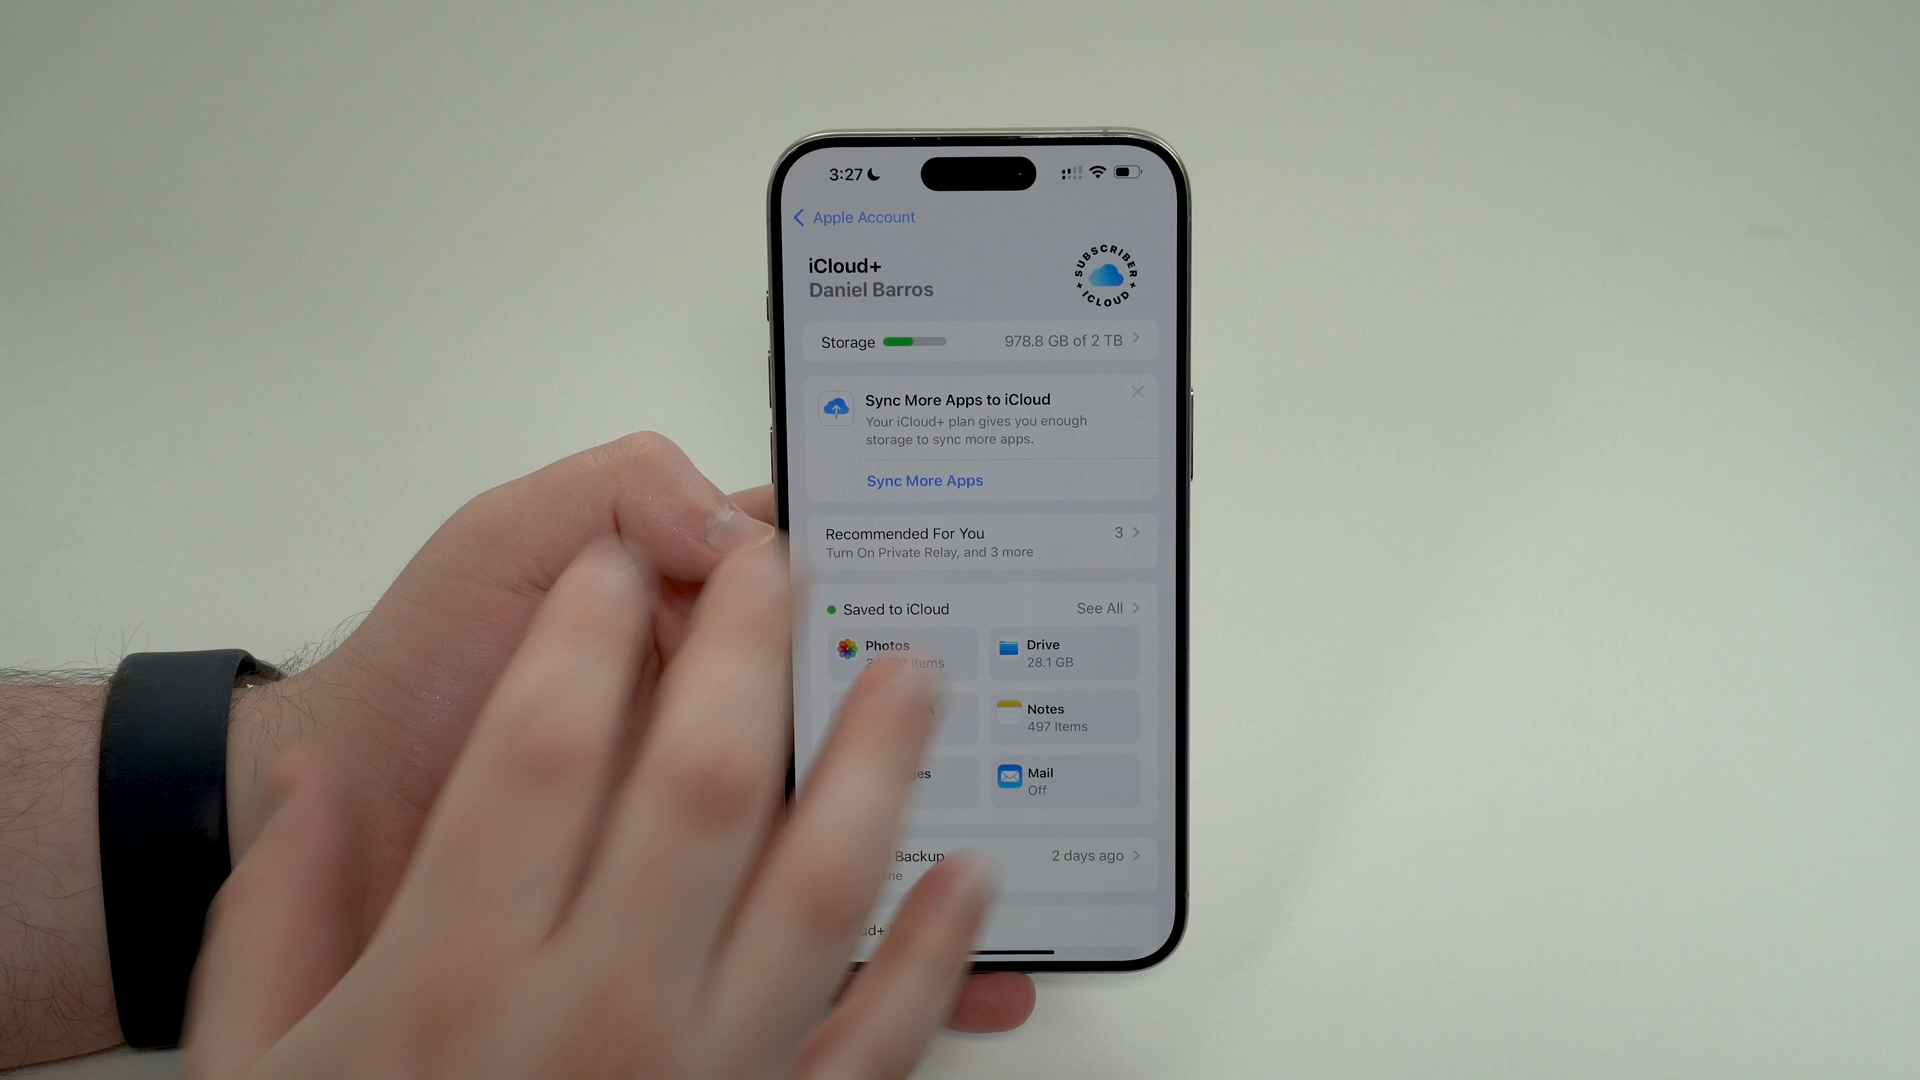 3:27
Apple Account
iCloud+
Daniel Barros
SUBSCRIBER
iCLOUD
Storage 978.8 GB of 2 TB
Sync More Apps to iCloud
Your iCloud+ plan gives you enough
storage to sync more apps.
Sync More Apps
Recommended For You 3
Turn On Private Relay, and 3 more
Saved to iCloud See All
Photos
Items
Drive
28.1 GB
Notes
497 Items
Mail
Off
Backup 2 days ago